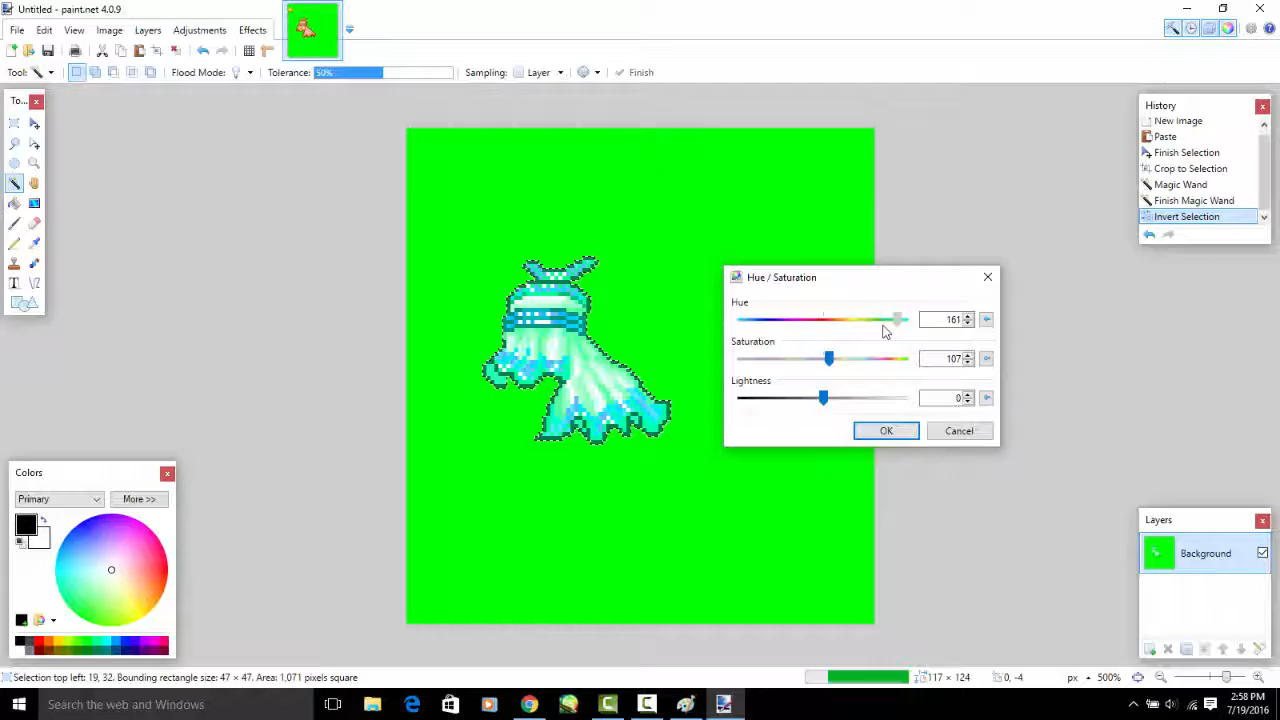 Untitled - paint.net 4.0.9
File Edit View Image Layers Adjustments Effects
Tool: Flood Mode: Tolerance: 50% Sampling: Layer Finish
To...
History
New Image
Paste
Finish Selection
Crop to Selection
Magic Wand
Finish Magic Wand
Invert Selection
Hue / Saturation
Hue
161
Saturation
107
Lightness
0
OK Cancel
Colors
Primary More >>
Layers
Background
Selection top left: 19, 32. Bounding rectangle size: 47 × 47. Area: 1,071 pixels square
117 × 124 0, -4 px 500%
Search the web and Windows
2:58 PM
7/19/2016